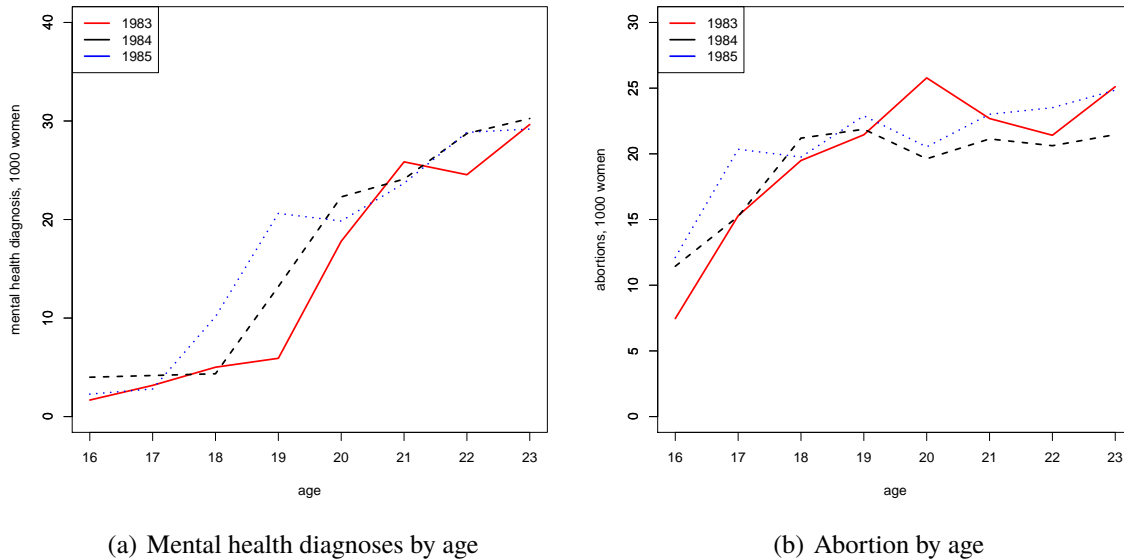 1983
1984
1985
mental health diagnosis, 1000 women
40
30
20
10
0
16 17 18 19 20 21 22 23
age
(a) Mental health diagnoses by age
1983
1984
1985
abortions, 1000 women
30
25
20
15
10
5
0
16 17 18 19 20 21 22 23
age
(b) Abortion by age